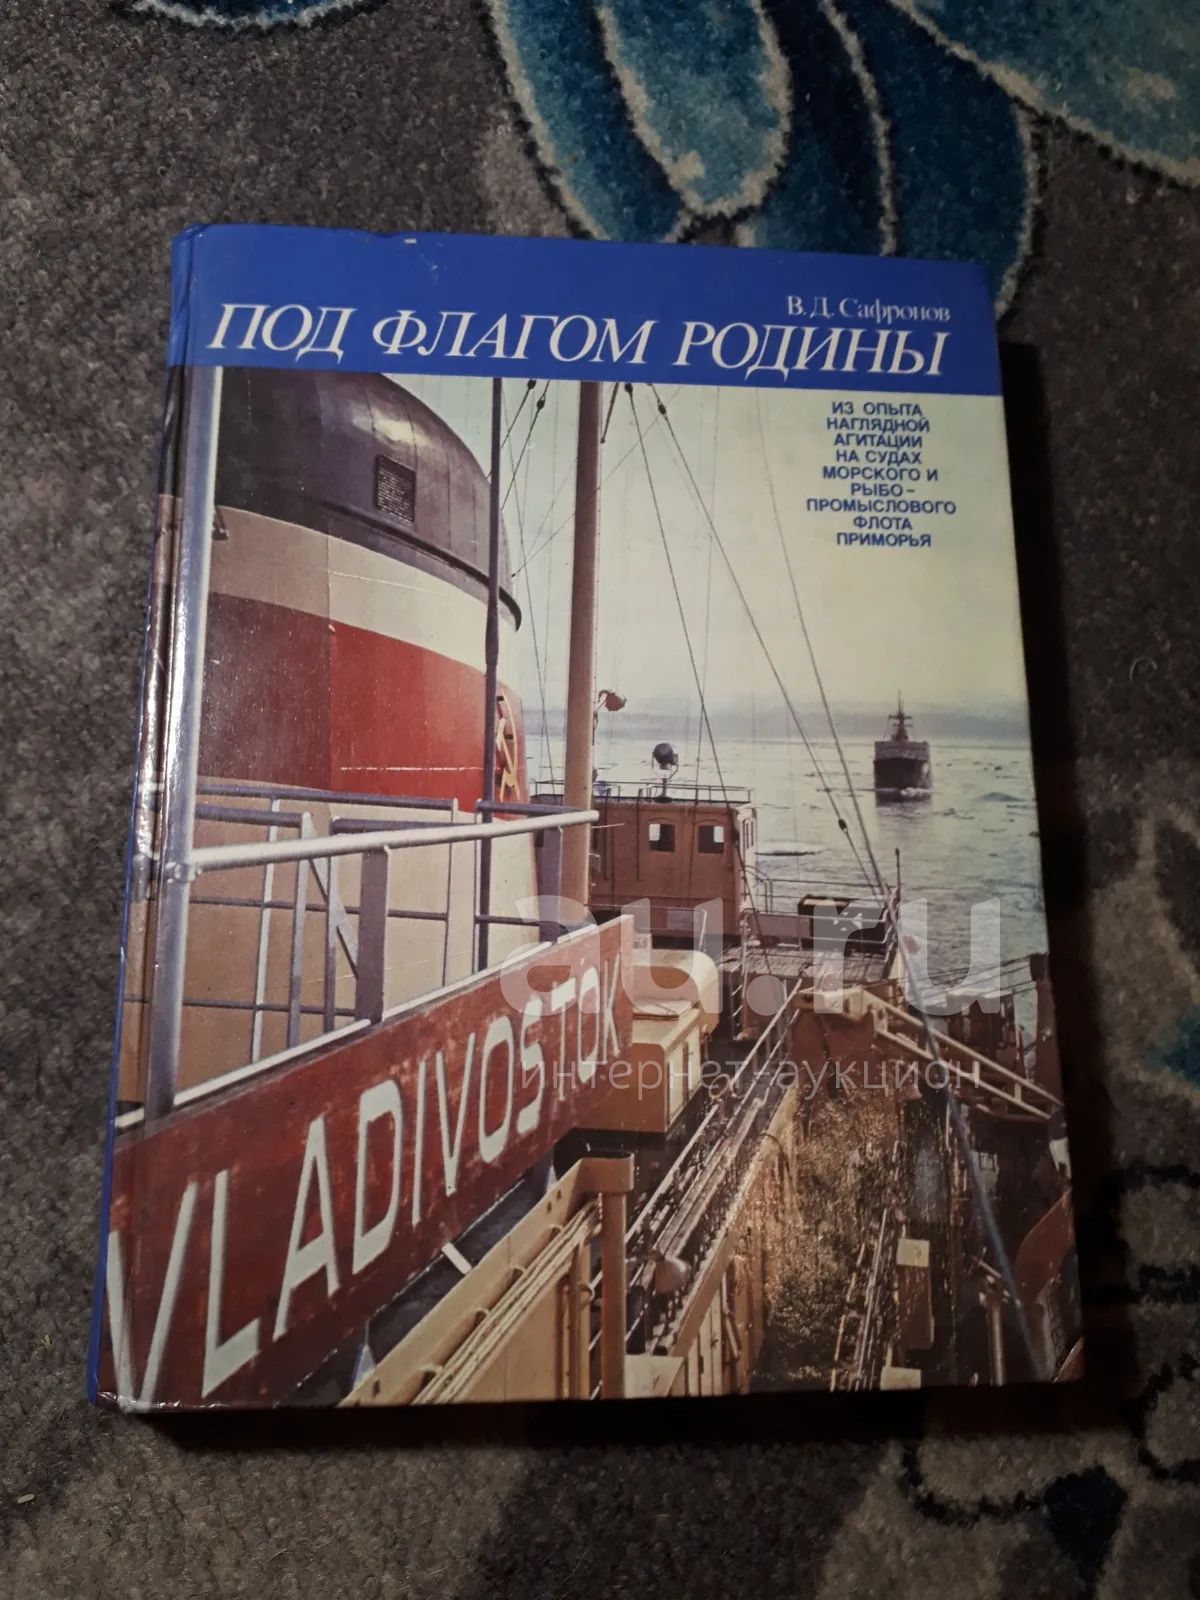 В. Д. Сафронов
ПОД ФЛАГОМ РОДИНЫ
ИЗ ОПЫТА
НАГЛЯДНОЙ
АГИТАЦИИ
НА СУДАХ
МОРСКОГО И
РЫБО-
ПРОМЫСЛОВОГО
ФЛОТА
ПРИМОРЬЯ
VLADIVOSTOK
au.ru
интернет-аукцион